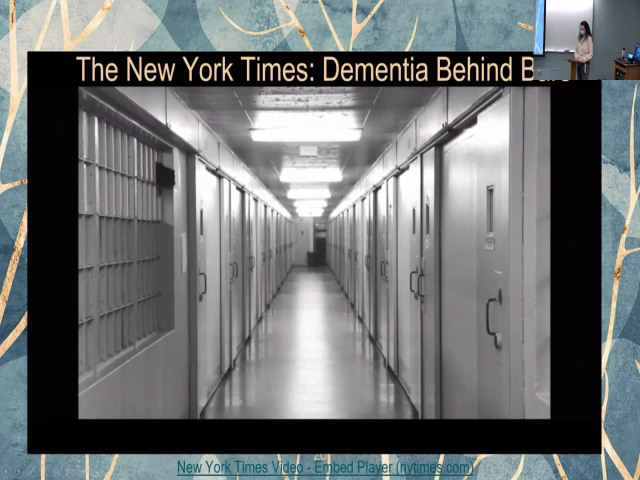 The New York Times: Dementia Behind
New York Times Video - Embed Player (nytimes.com)